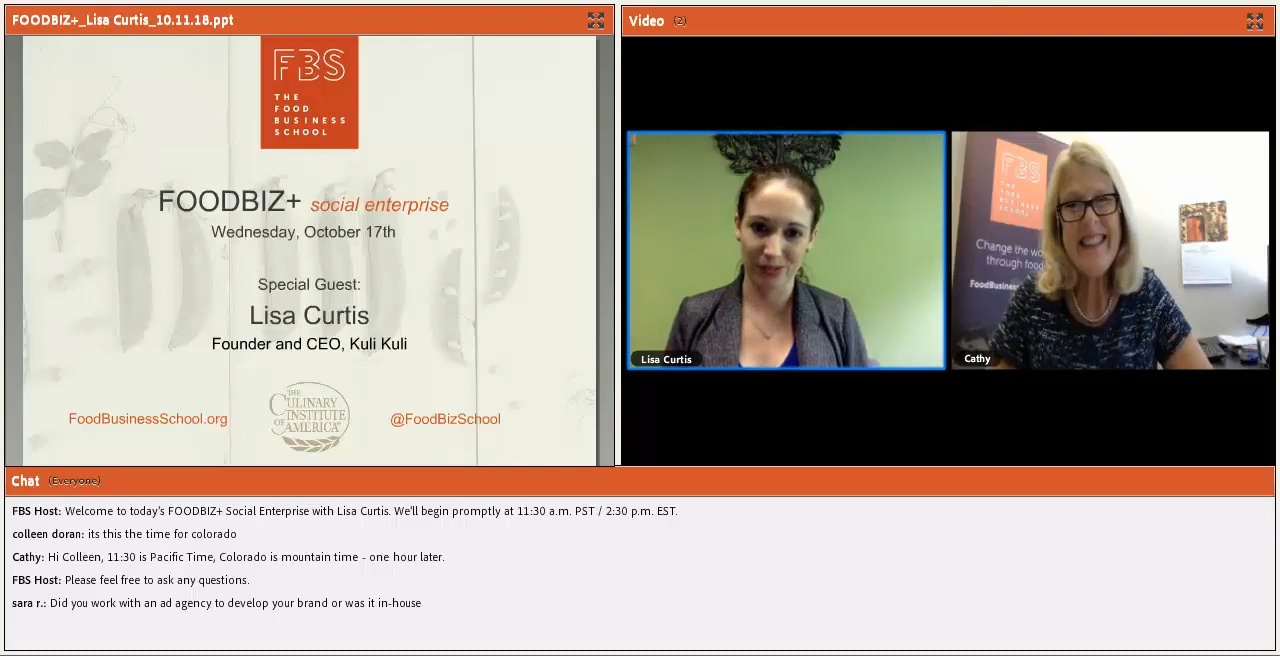 FOODBIZ+_Lisa Curtis_10.11.18.ppt
FBS
THE
FOOD
BUSINESS
SCHOOL
FOODBIZ+ social enterprise
Wednesday, October 17th
Special Guest:
Lisa Curtis
Founder and CEO, Kuli Kuli
FoodBusinessSchool.org
THE
CULINARY
INSTITUTE
OF AMERICA®
@FoodBizSchool
Video (2)
Lisa Curtis
FBS
THE
FOOD
BUSINESS
SCHOOL
Change the wo
through food
FoodBusiness
Cathy
Chat (Everyone)
FBS Host: Welcome to today's FOODBIZ+ Social Enterprise with Lisa Curtis. We'll begin promptly at 11:30 a.m. PST / 2:30 p.m. EST.
colleen doran: its this the time for colorado
Cathy: Hi Colleen, 11:30 is Pacific Time, Colorado is mountain time - one hour later.
FBS Host: Please feel free to ask any questions.
sara r.: Did you work with an ad agency to develop your brand or was it in-house